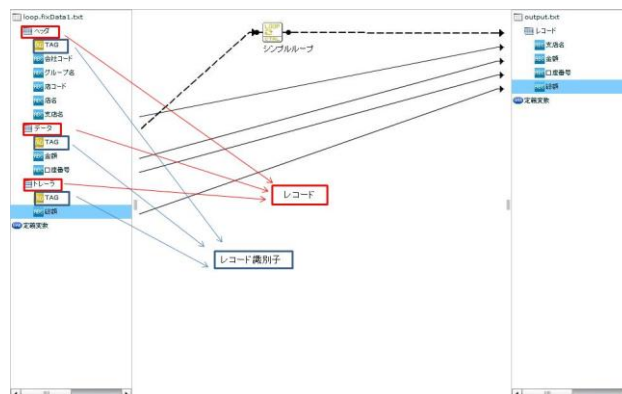 loop.fixData1.txt
ヘッダ
TAG
会社コード
グループ名
店コード
店名
支店名
データ
TAG
金額
口座番号
トレーラ
TAG
総額
定義変数
LOOP
CTRL
シンプルループ
レコード
レコード識別子
output.txt
レコード
支店名
金額
口座番号
総額
定義変数